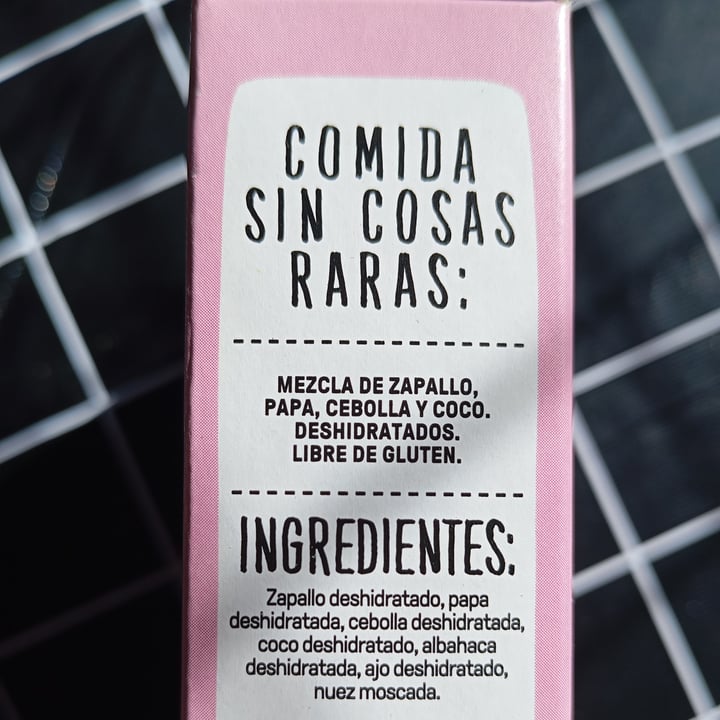 COMIDA
SIN COSAS
RARAS:
MEZCLA DE ZAPALLO,
PAPA, CEBOLLA Y COCO.
DESHIDRATADOS.
LIBRE DE GLUTEN.
INGREDIENTES:
Zapallo deshidratado, papa
deshidratada, cebolla deshidratada,
coco deshidratado, albahaca
deshidratada, ajo deshidratado,
nuez moscada.